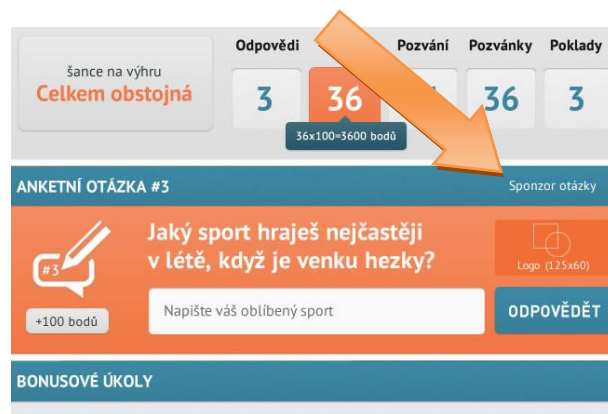 Odpovědi
Pozvání
Pozvánky
Poklady
šance na výhru
Celkem obstojná
3
36
36
3
36x100=3600 bodů
ANKETNÍ OTÁZKA #3
Sponzor otázky
Jaký sport hraješ nejčastěji
v létě, když je venku hezky?
#3
Logo (125x60)
+100 bodů
Napište váš oblíbený sport
ODPOVĚDĚT
BONUSOVÉ ÚKOLY